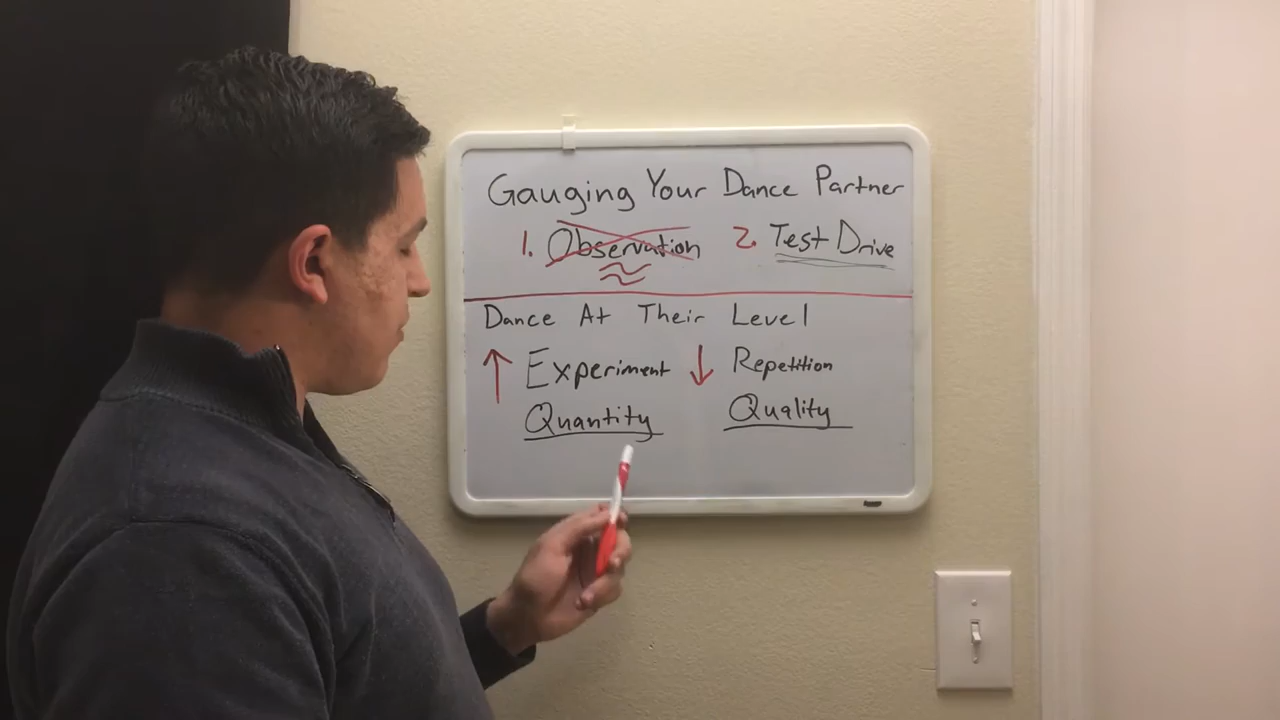 Gauging Your Dance Partner
1. Observation 2. Test Drive
Dance At Their Level
↑ Experiment ↓ Repetition
Quantity Quality